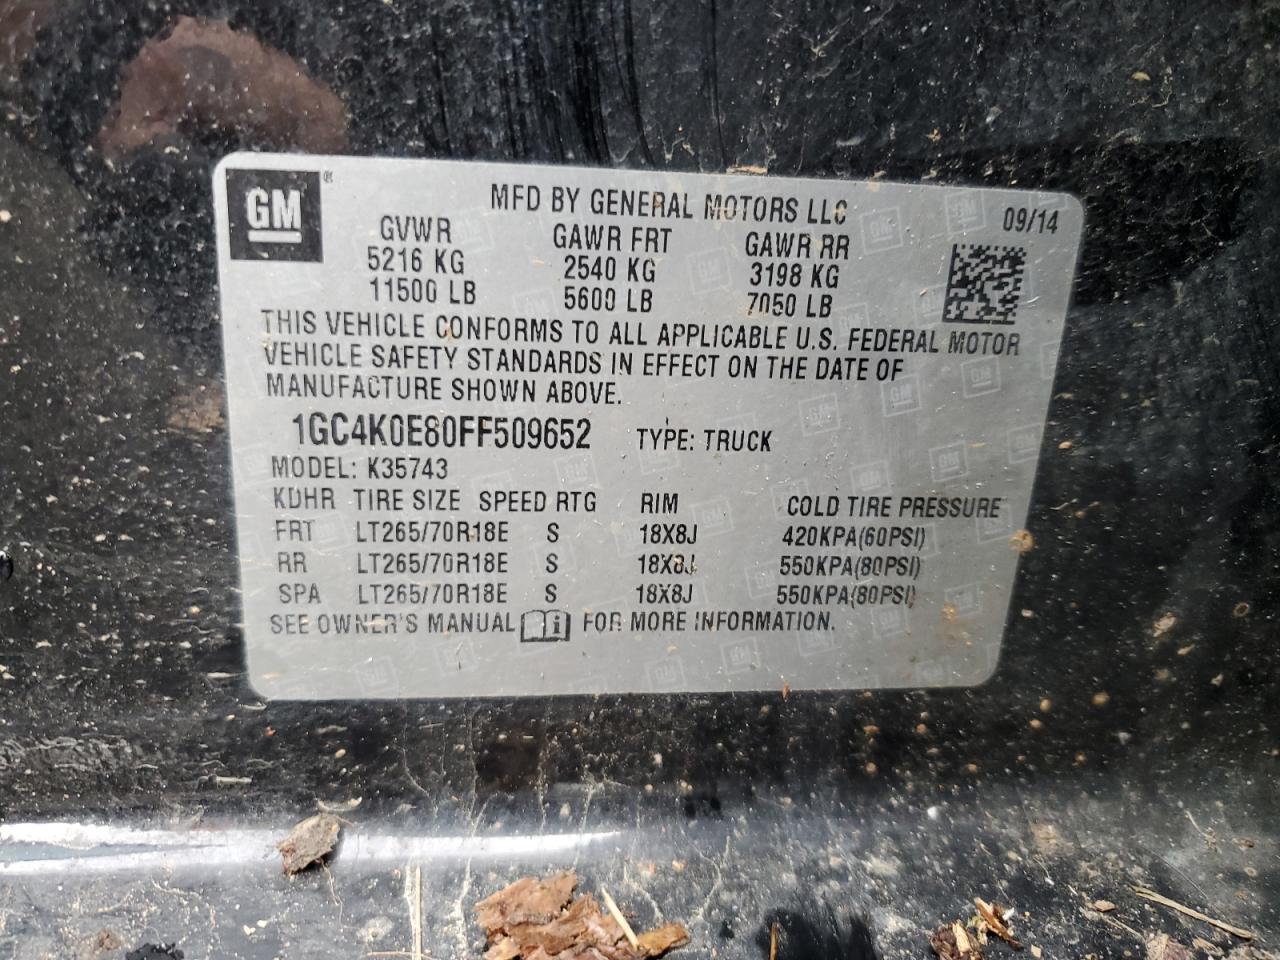 GM®
MFD BY GENERAL MOTORS LLC
09/14
GVWR GAWR FRT GAWR RR
5216 KG 2540 KG 3198 KG
11500 LB 5600 LB 7050 LB
THIS VEHICLE CONFORMS TO ALL APPLICABLE U.S. FEDERAL MOTOR
VEHICLE SAFETY STANDARDS IN EFFECT ON THE DATE OF
MANUFACTURE SHOWN ABOVE.
1GC4K0E80FF509652 TYPE: TRUCK
MODEL: K35743
KDHR TIRE SIZE SPEED RTG RIM COLD TIRE PRESSURE
FRT LT265/70R18E S 18X8J 420KPA(60PSI)
RR LT265/70R18E S 18X8J 550KPA(80PSI)
SPA LT265/70R18E S 18X8J 550KPA(80PSI)
SEE OWNER'S MANUAL FOR MORE INFORMATION.